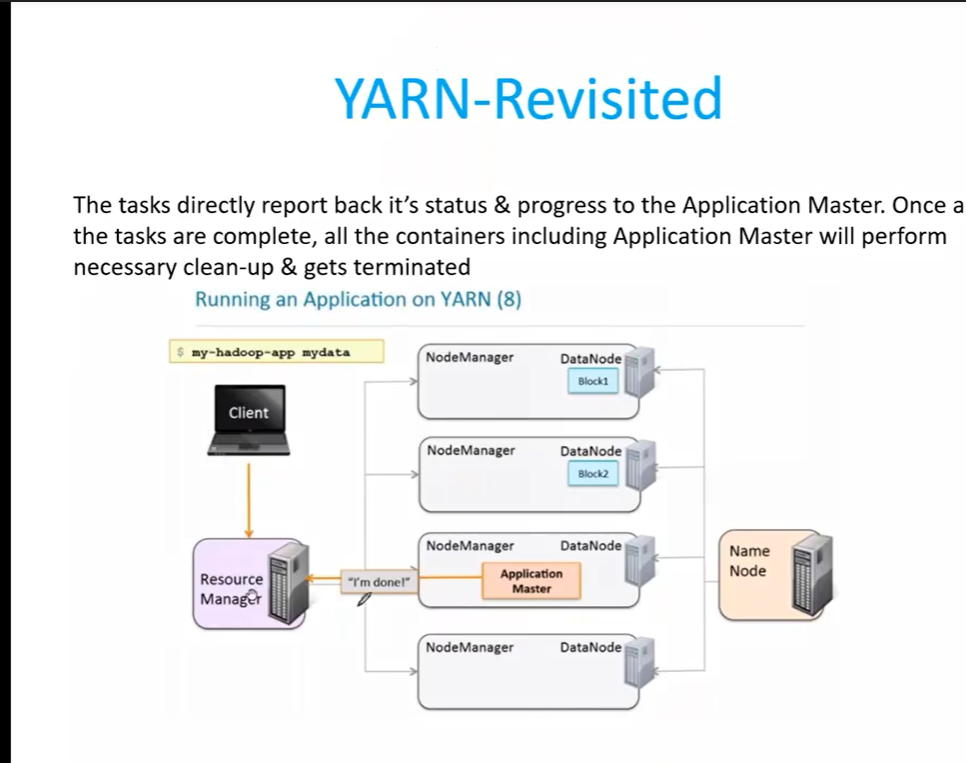 YARN-Revisited
The tasks directly report back it's status & progress to the Application Master. Once a
the tasks are complete, all the containers including Application Master will perform
necessary clean-up & gets terminated
Running an Application on YARN (8)
$ my-hadoop-app mydata
Client
Resource
Manager
"I'm done!"
NodeManager DataNode
Block1
NodeManager DataNode
Block2
NodeManager DataNode
Application
Master
NodeManager DataNode
Name
Node